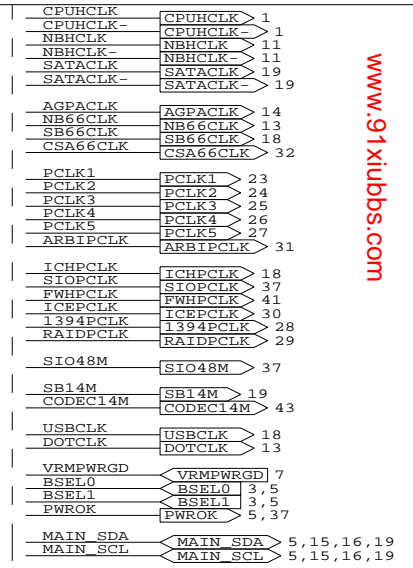 CPUHCLK CPUHCLK 1
CPUHCLK- CPUHCLK- 1
NBHCLK NBHCLK 11
NBHCLK- NBHCLK- 11
SATACLK SATACLK 19
SATACLK- SATACLK- 19
AGPACLK AGPACLK 14
NB66CLK NB66CLK 13
SB66CLK SB66CLK 18
CSA66CLK CSA66CLK 32
PCLK1 PCLK1 23
PCLK2 PCLK2 24
PCLK3 PCLK3 25
PCLK4 PCLK4 26
PCLK5 PCLK5 27
ARBIPCLK ARBIPCLK 31
ICHPCLK ICHPCLK 18
SIOPCLK SIOPCLK 37
FWHPCLK FWHPCLK 41
ICEPCLK ICEPCLK 30
1394PCLK 1394PCLK 28
RAIDPCLK RAIDPCLK 29
SIO48M SIO48M 37
SB14M SB14M 19
CODEC14M CODEC14M 43
USBCLK USBCLK 18
DOTCLK DOTCLK 13
VRMPWRGD VRMPWRGD 7
BSEL0 BSEL0 3,5
BSEL1 BSEL1 3,5
PWROK PWROK 5,37
MAIN_SDA MAIN_SDA 5,15,16,19
MAIN_SCL MAIN_SCL 5,15,16,19
www.91xiubbs.com